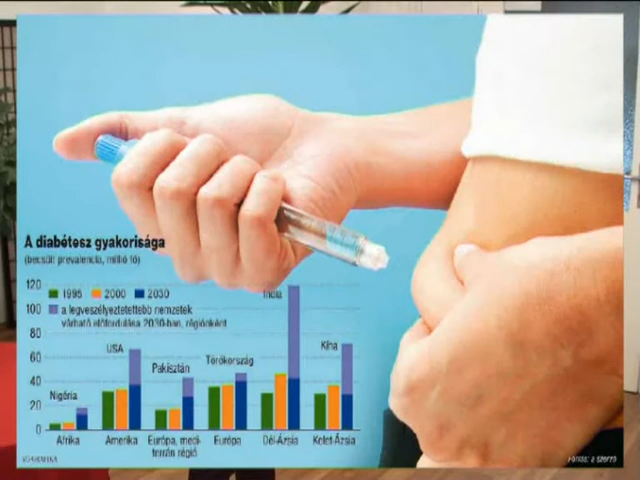 A diabétesz gyakorisága
(becsült prevalencia, millió fő)
120
100
80
60
40
20
0
1995 2000 2030
a legveszélyeztetettebb nemzetek
várható előfordulása 2030-ban, régiónként
Nigéria
USA
Pakisztán
Törökország
India
Kína
Afrika
Amerika
Európa, medi-
terrán régió
Európa
Dél-Ázsia
Kelet-Ázsia
Forrás: a szerző